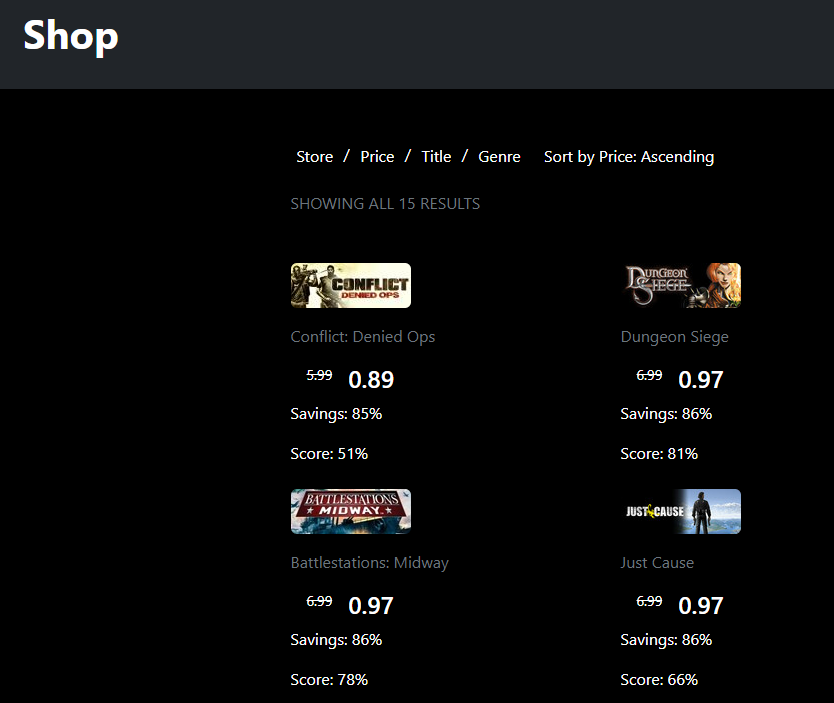 Shop
Store / Price / Title / Genre Sort by Price: Ascending
SHOWING ALL 15 RESULTS
CONFLICT
DENIED OPS
DUNGEON
SIEGE
Conflict: Denied Ops
Dungeon Siege
5.99 0.89
6.99 0.97
Savings: 85%
Savings: 86%
Score: 51%
Score: 81%
BATTLESTATIONS
MIDWAY
JUST CAUSE
Battlestations: Midway
Just Cause
6.99 0.97
6.99 0.97
Savings: 86%
Savings: 86%
Score: 78%
Score: 66%